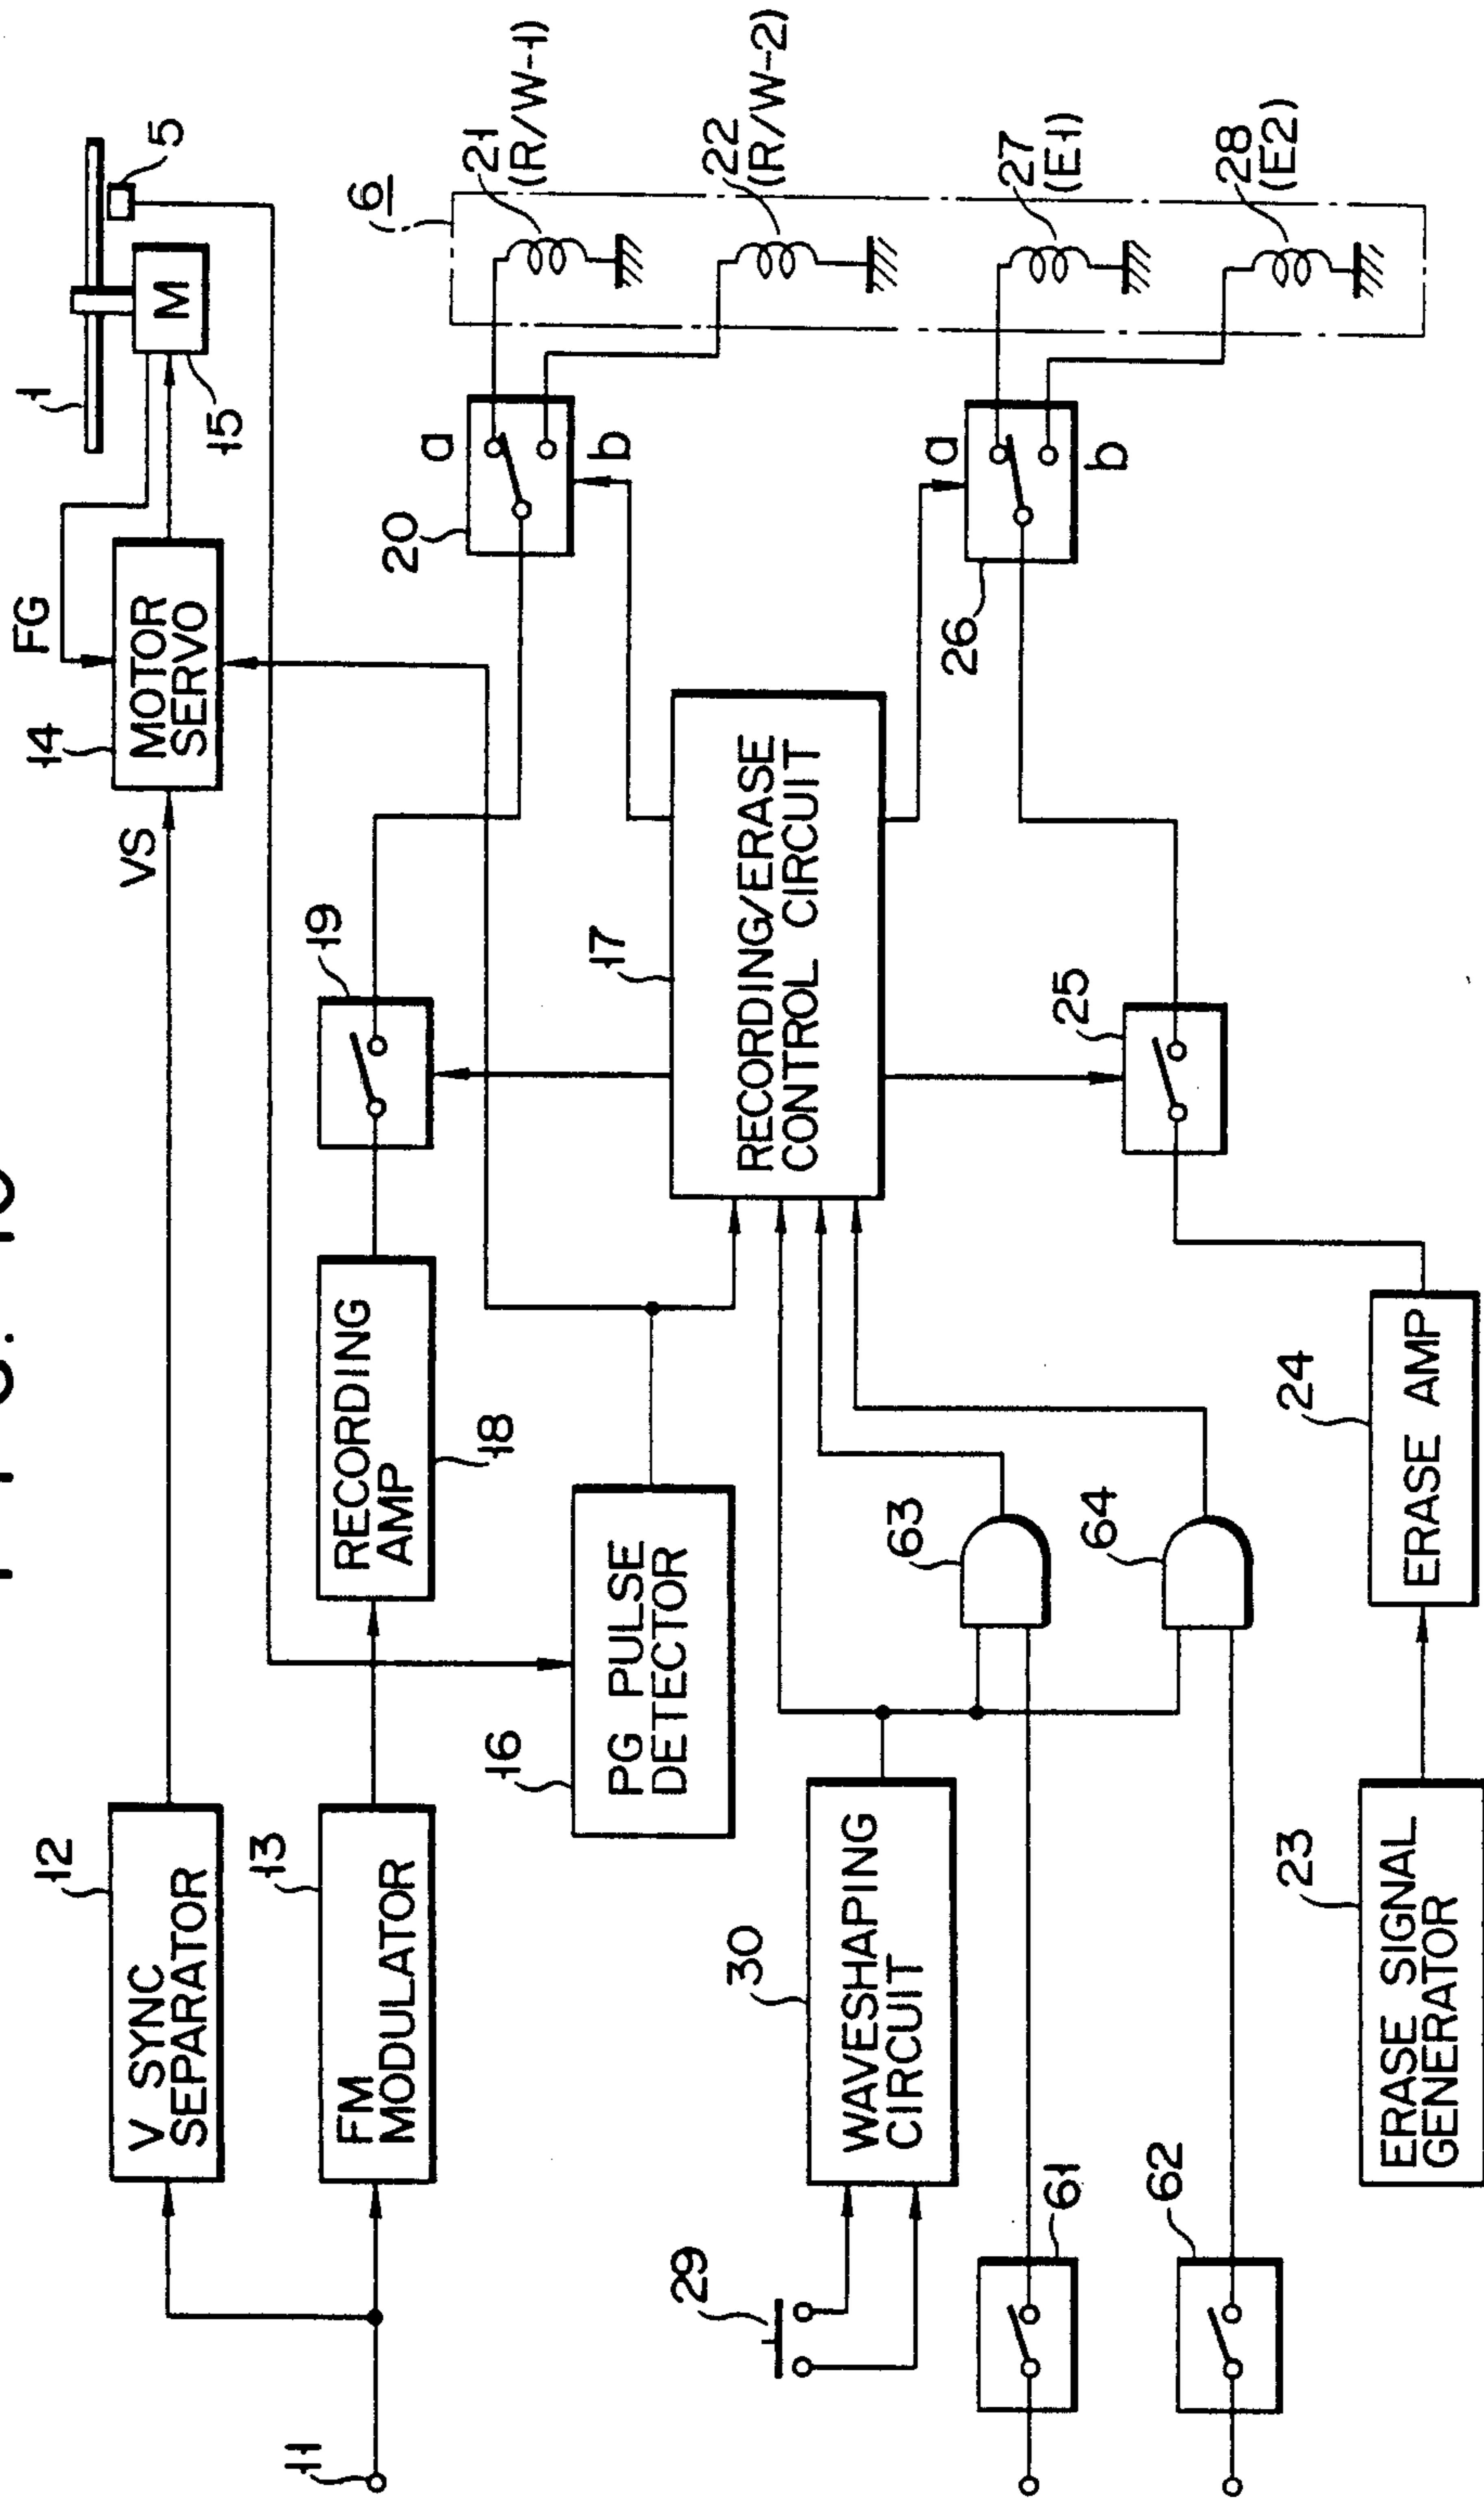 1
5
FG
14
MOTOR
SERVO
VS
M
15
12
V SYNC
SEPARATOR
13
FM
MODULATOR
11
RECORDING
AMP
18
19
20
a
b
6
21
(R/W-1)
22
(R/W-2)
27
(E1)
28
(E2)
16
PG PULSE
DETECTOR
17
RECORDING/ERASE
CONTROL CIRCUIT
26
a
b
25
29
30
WAVESHAPING
CIRCUIT
63
64
61
62
23
ERASE SIGNAL
GENERATOR
24
ERASE AMP